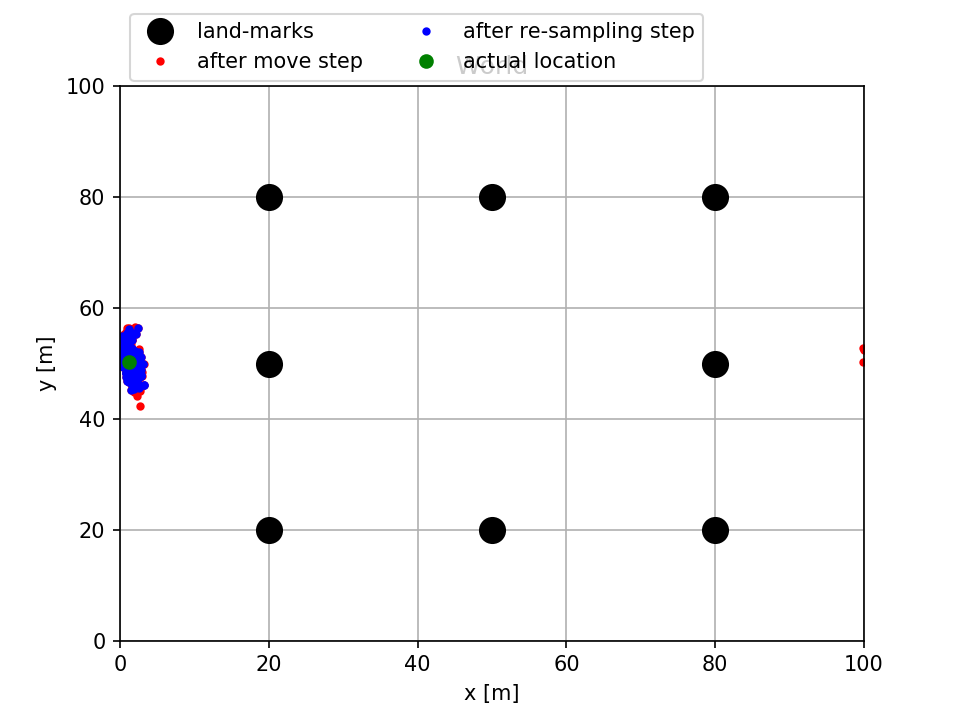 land-marks
after move step
after re-sampling step
actual location
World
100
80
60
40
20
0
y [m]
0 20 40 60 80 100
x [m]